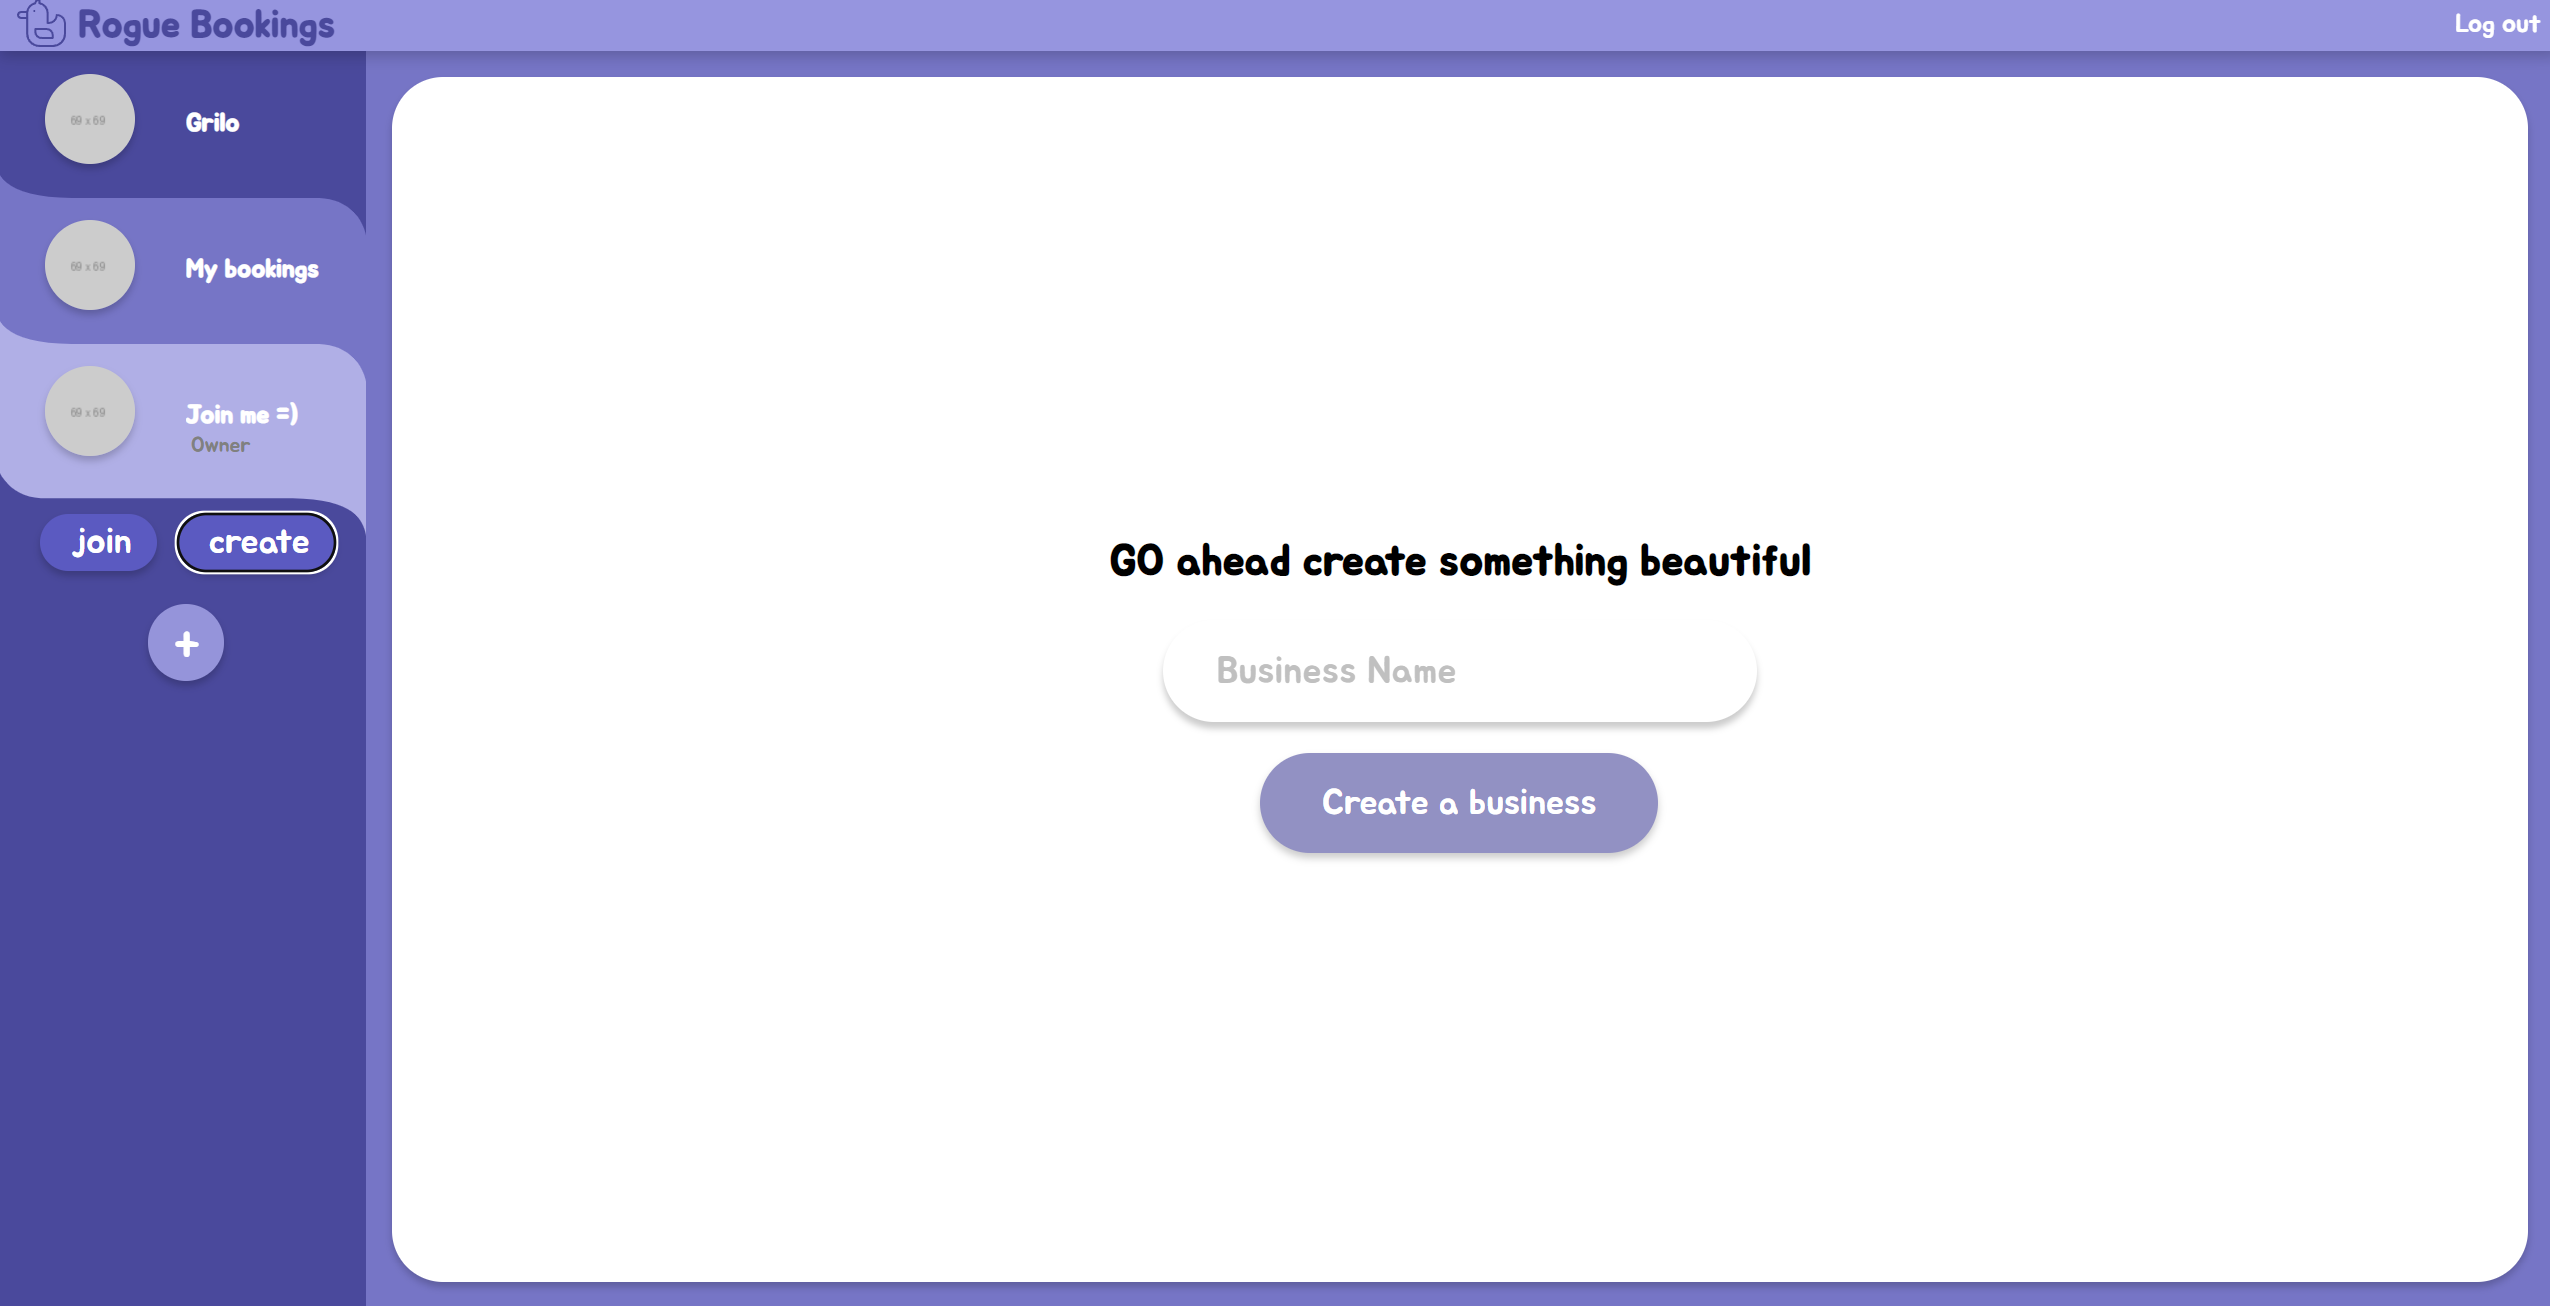 Rogue Bookings
Log out
69 x 69
Grilo
69 x 69
My bookings
69 x 69
Join me =)
Owner
join
create
+
GO ahead create something beautiful
Business Name
Create a business